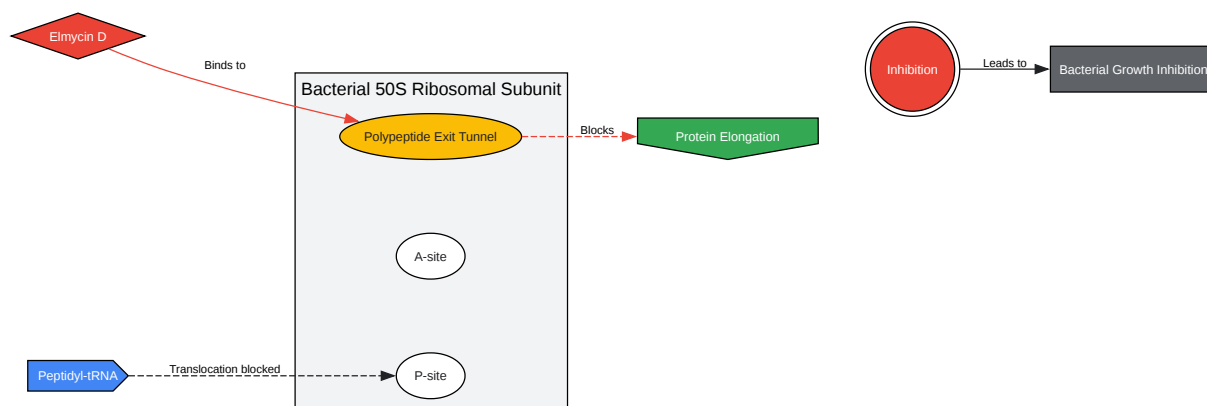 Elmycin D
Binds to
Bacterial 50S Ribosomal Subunit
Polypeptide Exit Tunnel
Blocks
Protein Elongation
Inhibition
Leads to
Bacterial Growth Inhibition
A-site
Peptidyl-tRNA
Translocation blocked
P-site